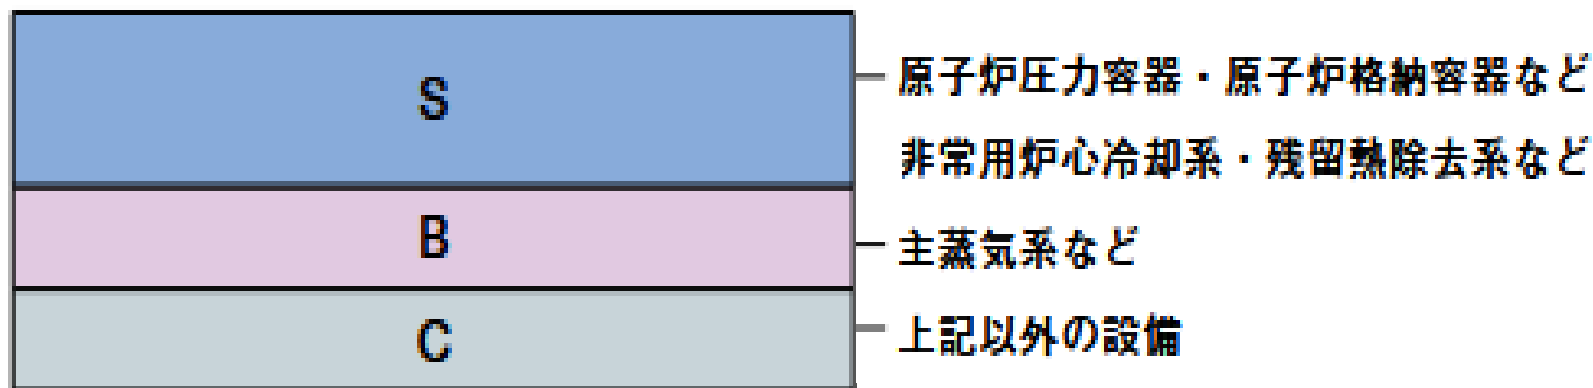 S
原子炉圧力容器・原子炉格納容器など
非常用炉心冷却系・残留熱除去系など
B
主蒸気系など
C
上記以外の設備